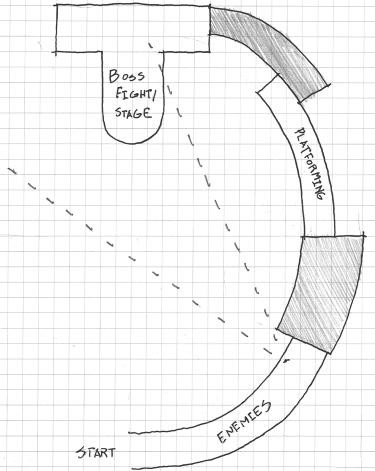 BOSS
FIGHT/
STAGE
PLATFORMING
ENEMIES
START